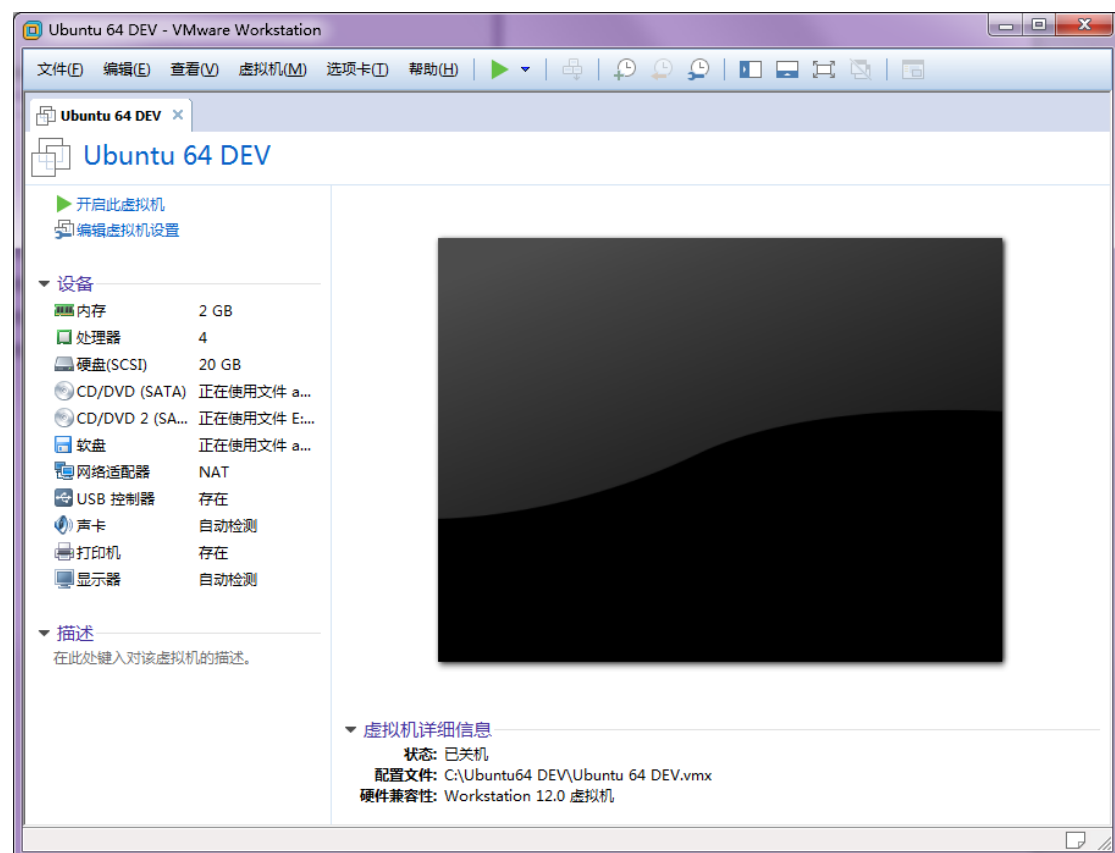 Ubuntu 64 DEV - VMware Workstation
文件(F) 编辑(E) 查看(V) 虚拟机(M) 选项卡(T) 帮助(H)
Ubuntu 64 DEV
Ubuntu 64 DEV
开启此虚拟机
编辑虚拟机设置
设备
内存 2 GB
处理器 4
硬盘(SCSI) 20 GB
CD/DVD (SATA) 正在使用文件 a...
CD/DVD 2 (SA... 正在使用文件 E:...
软盘 正在使用文件 a...
网络适配器 NAT
USB 控制器 存在
声卡 自动检测
打印机 存在
显示器 自动检测
描述
在此处键入对该虚拟机的描述。
虚拟机详细信息
状态: 已关机
配置文件: C:\Ubuntu64 DEV\Ubuntu 64 DEV.vmx
硬件兼容性: Workstation 12.0 虚拟机